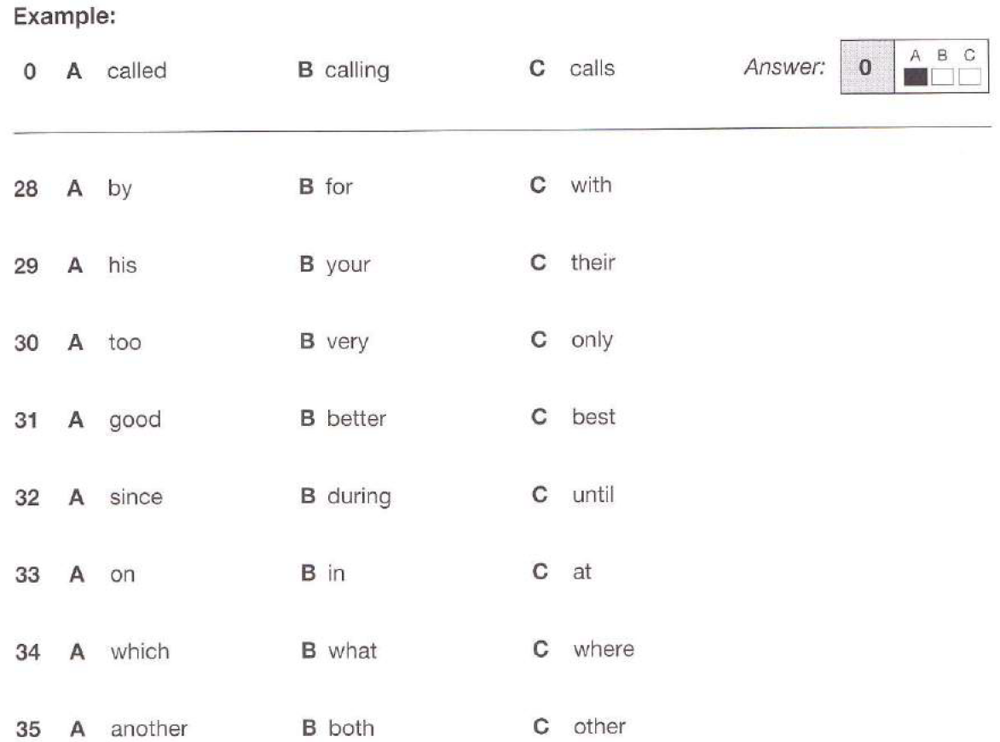 Example:
0 A called B calling C calls Answer: 0 A B C
28 A by B for C with
29 A his B your C their
30 A too B very C only
31 A good B better C best
32 A since B during C until
33 A on B in C at
34 A which B what C where
35 A another B both C other